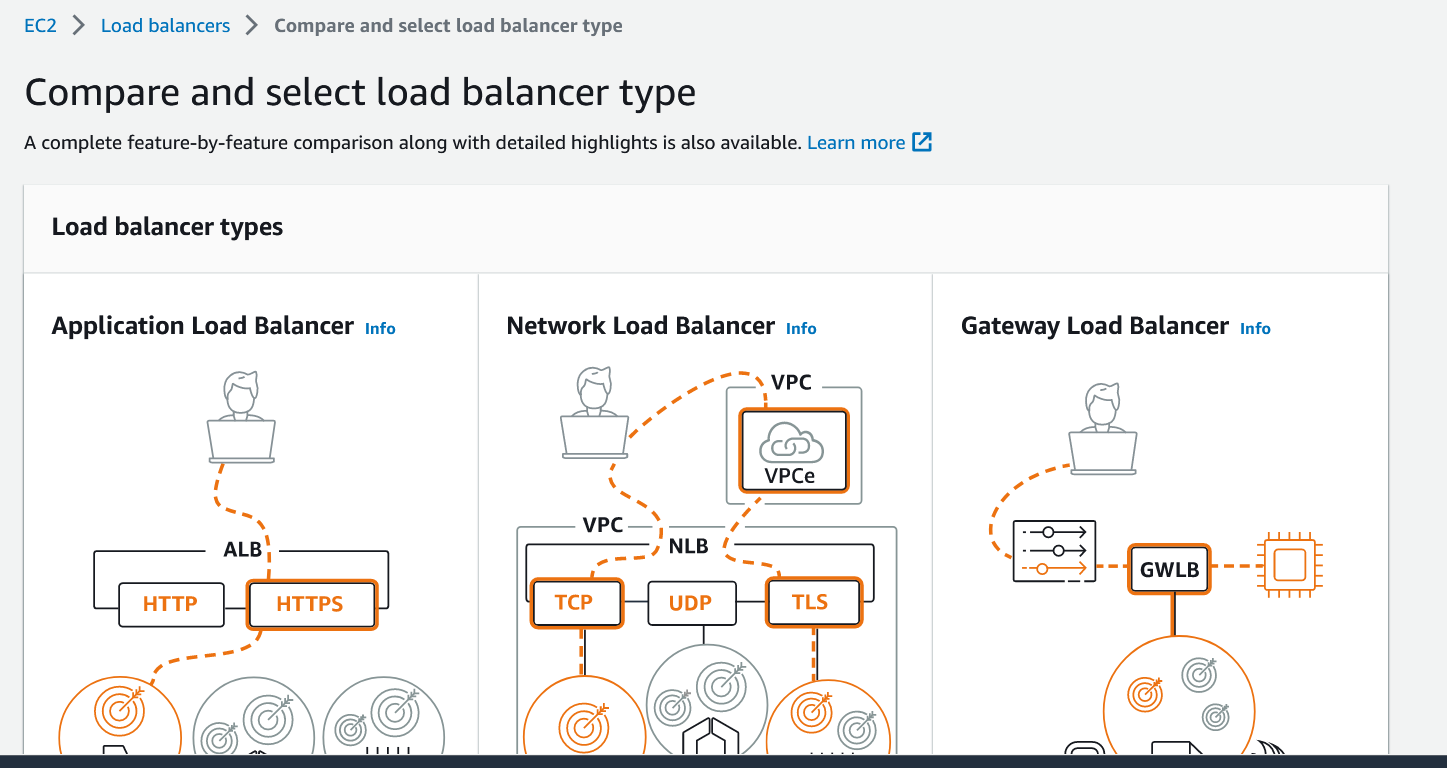 EC2 > Load balancers > Compare and select load balancer type
Compare and select load balancer type
A complete feature-by-feature comparison along with detailed highlights is also available. Learn more
Load balancer types
Application Load Balancer Info
ALB
HTTP HTTPS
Network Load Balancer Info
VPC
VPCe
VPC
NLB
TCP UDP TLS
Gateway Load Balancer Info
GWLB